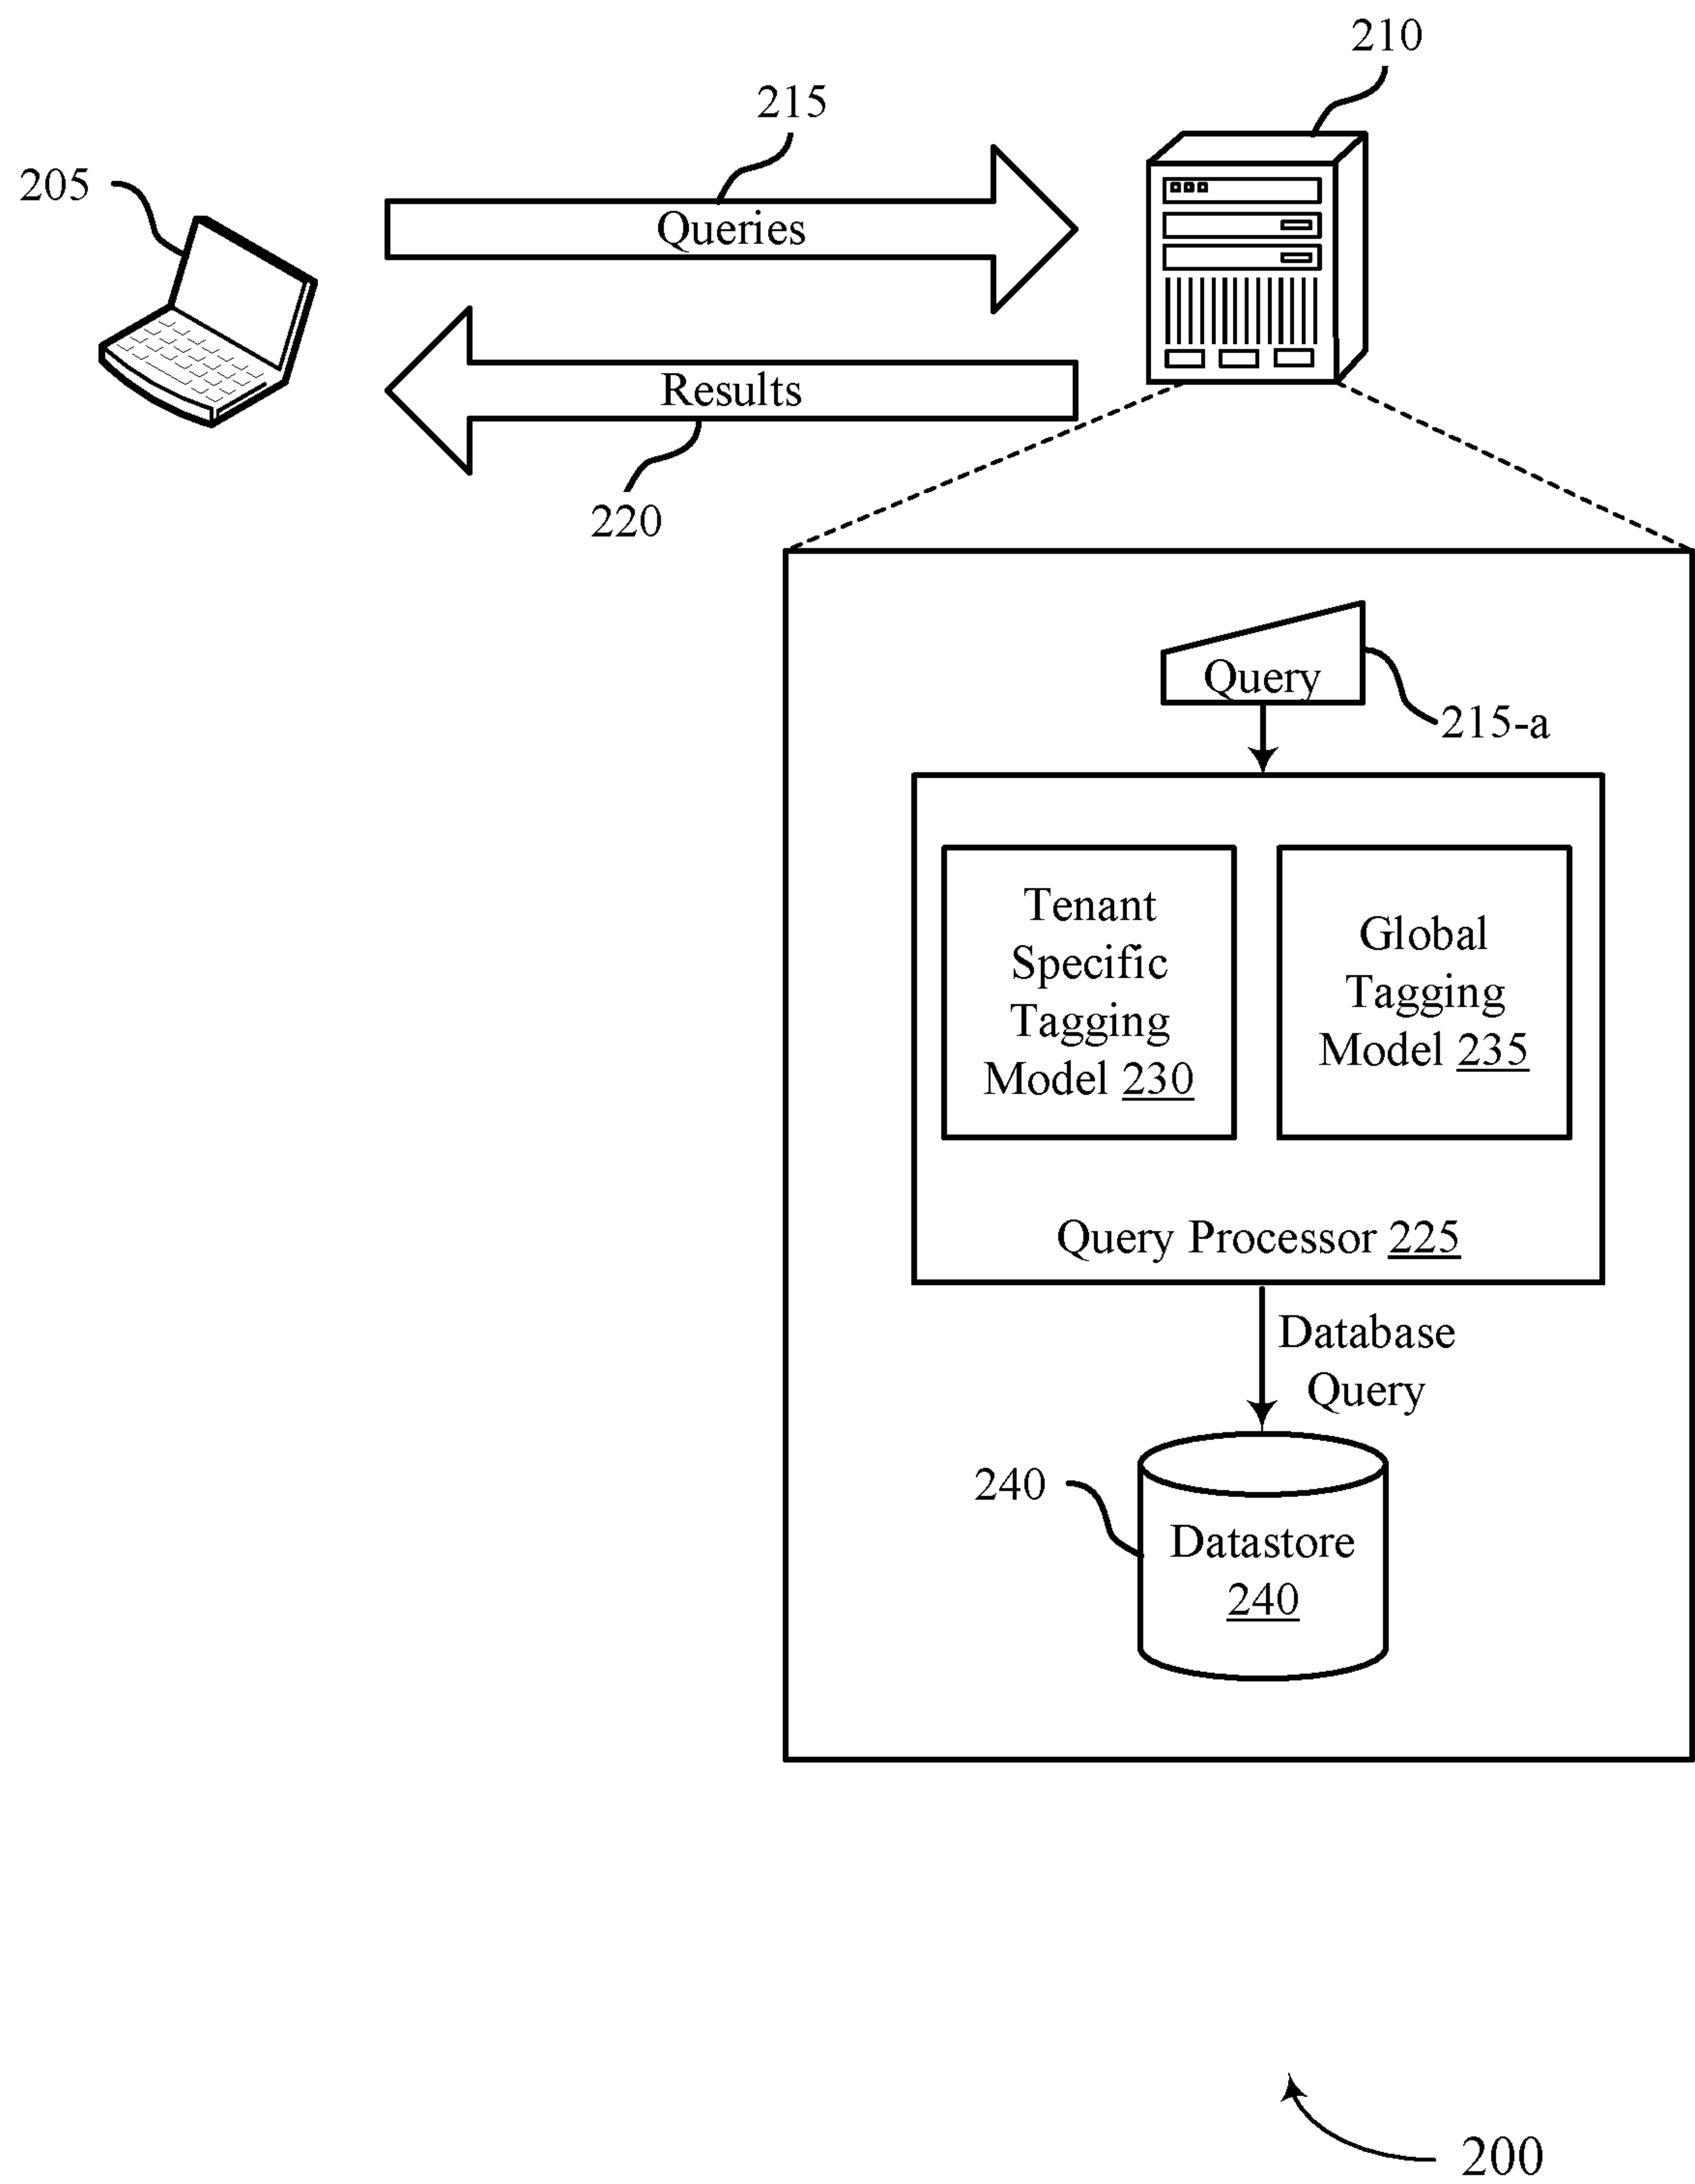 210
215
205
Queries
Results
220
Query
215-a
Tenant
Specific
Tagging
Model 230
Global
Tagging
Model 235
Query Processor 225
Database
Query
240
Datastore
240
200